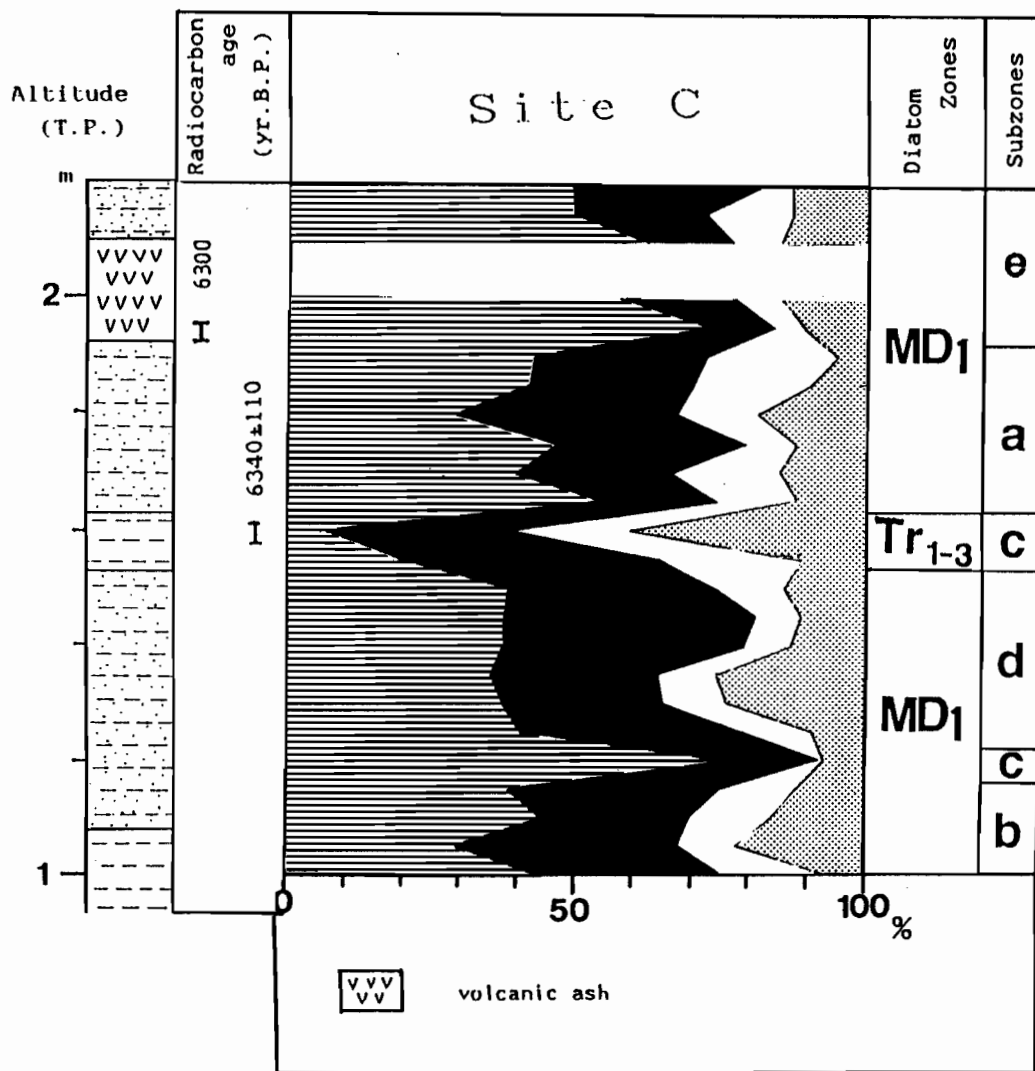 Altitude
(T.P.)
m
2
1
Radiocarbon
age
(yr.B.P.)
6300
6340±110
Site C
Diatom
Zones
Subzones
MD1
Tr1-3
MD1
e
a
c
d
c
b
0
50
100
%
V V V V
V V V
V V V V
V V V
V V V
V V
volcanic ash